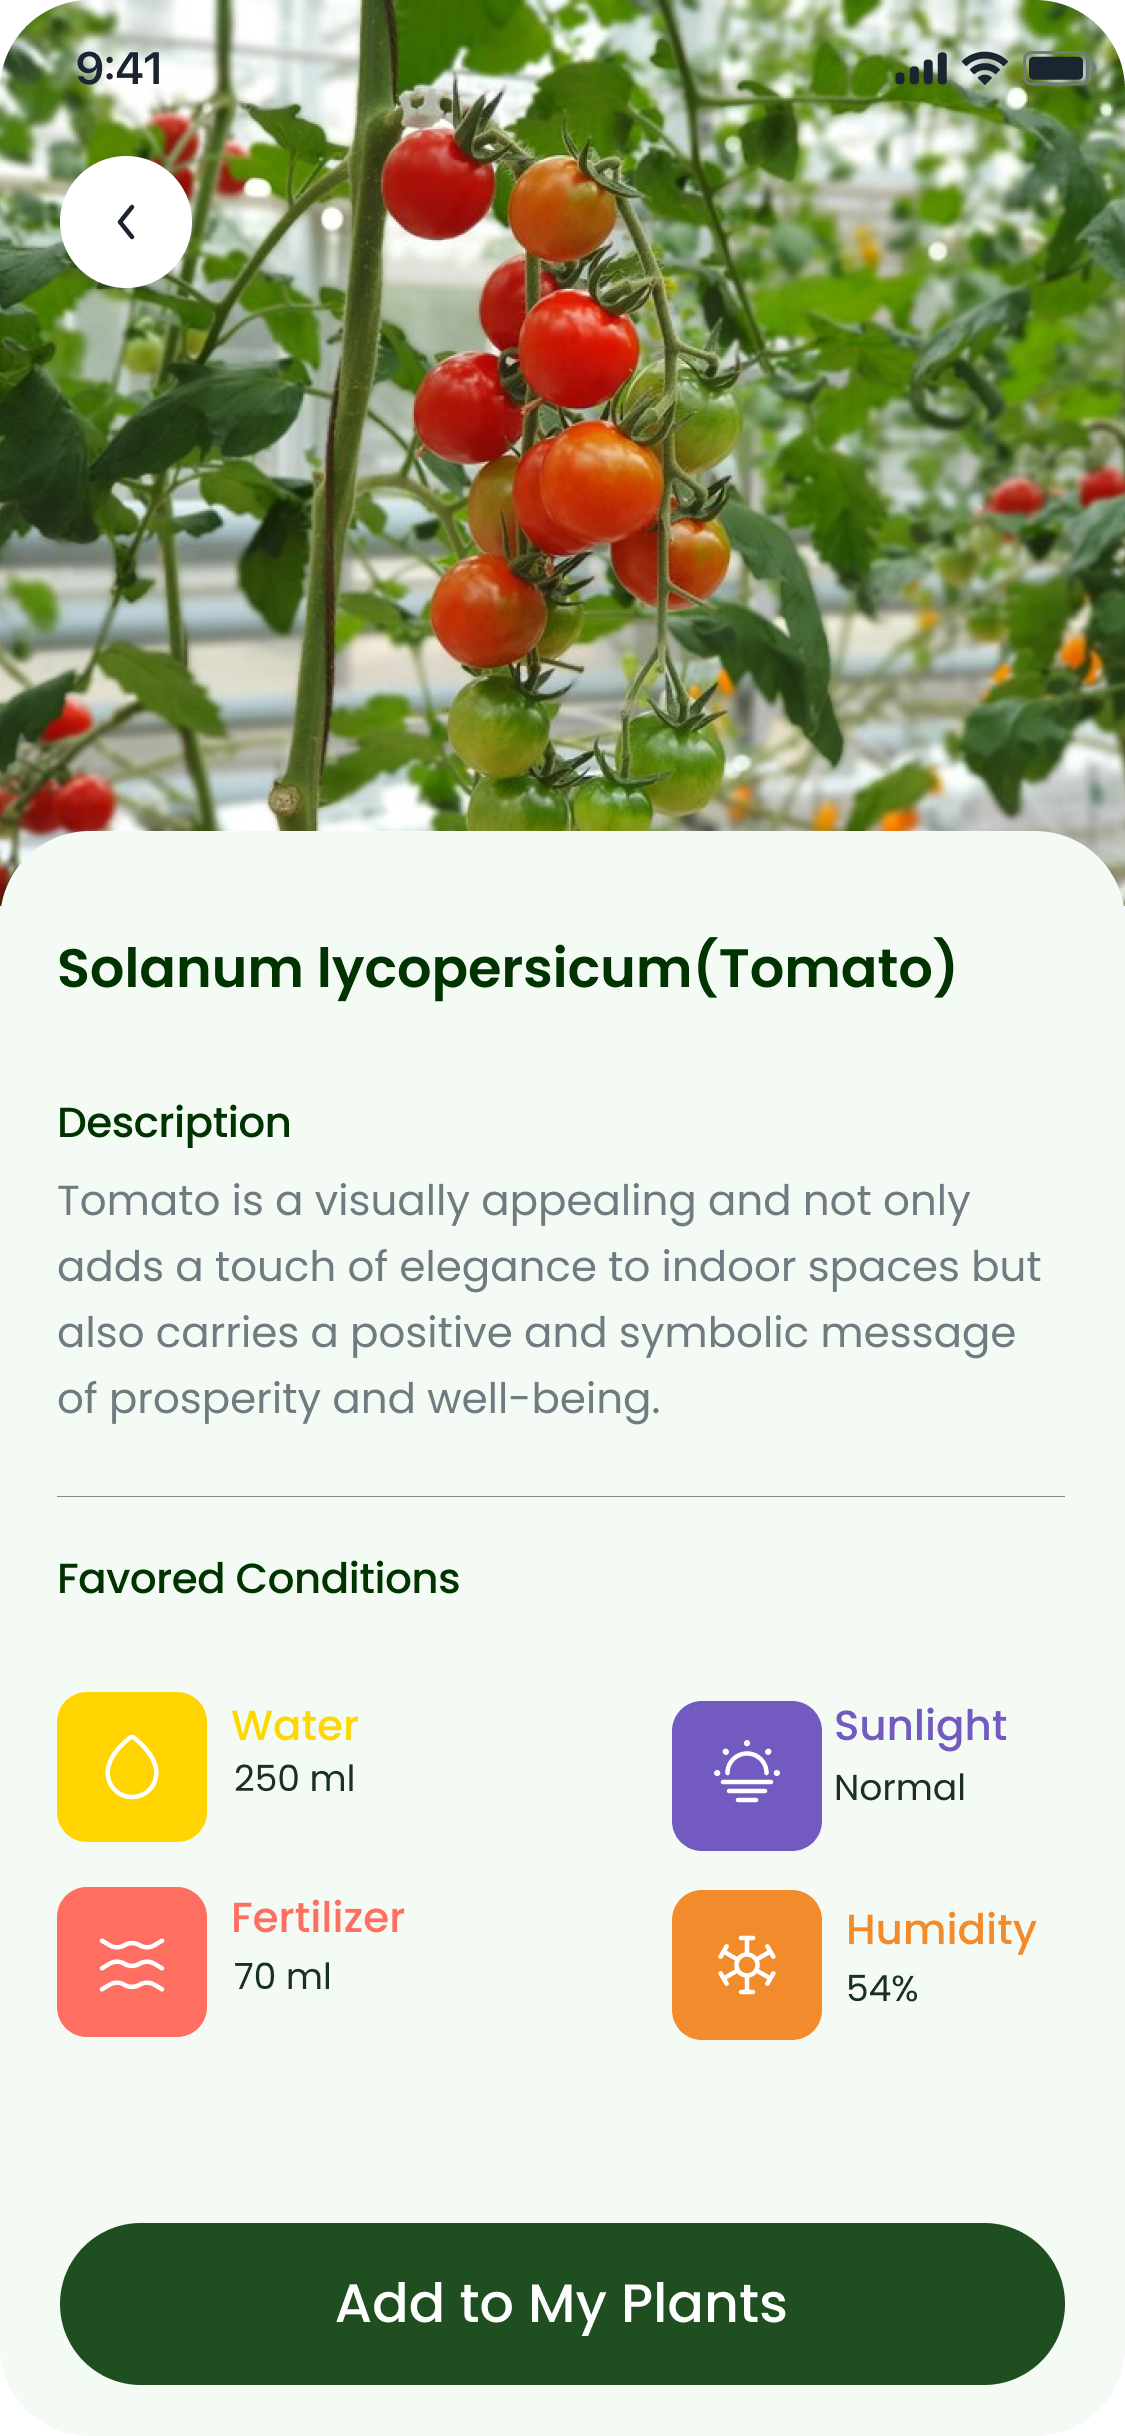 9:41
Solanum lycopersicum(Tomato)
Description
Tomato is a visually appealing and not only
adds a touch of elegance to indoor spaces but
also carries a positive and symbolic message
of prosperity and well-being.
Favored Conditions
Water
250 ml
Sunlight
Normal
Fertilizer
70 ml
Humidity
54%
Add to My Plants